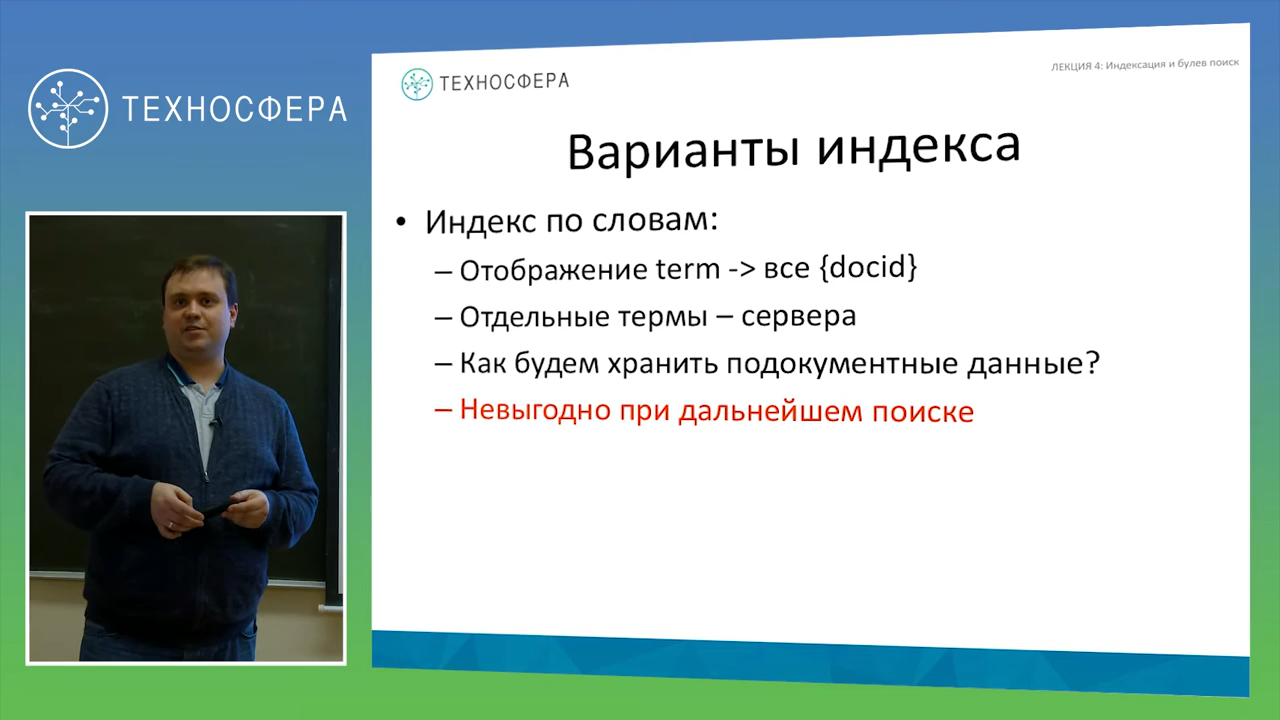 ТЕХНОСФЕРА
ТЕХНОСФЕРА
ЛЕКЦИЯ 4: Индексация и булев поиск
Варианты индекса
• Индекс по словам:
– Отображение term -> все {docid}
– Отдельные термы – сервера
– Как будем хранить подокументные данные?
– Невыгодно при дальнейшем поиске